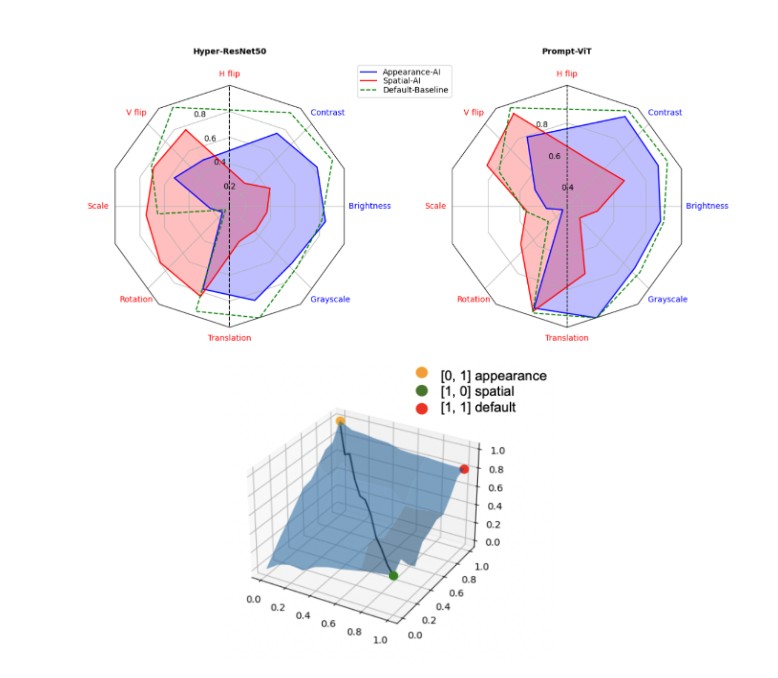 Hyper-ResNet50
Prompt-ViT
H flip
Appearance-AI
Spatial-AI
Default-Baseline
H flip
V flip
Contrast
V flip
Contrast
0.8
0.6
0.4
0.2
0.8
0.6
0.4
Scale
Brightness
Scale
Brightness
Rotation
Grayscale
Rotation
Grayscale
Translation
Translation
[0, 1] appearance
[1, 0] spatial
[1, 1] default
1.0
0.8
0.6
0.4
0.2
0.0
0.0
0.2
0.4
0.6
0.8
1.0
0.0
0.2
0.4
0.6
0.8
1.0